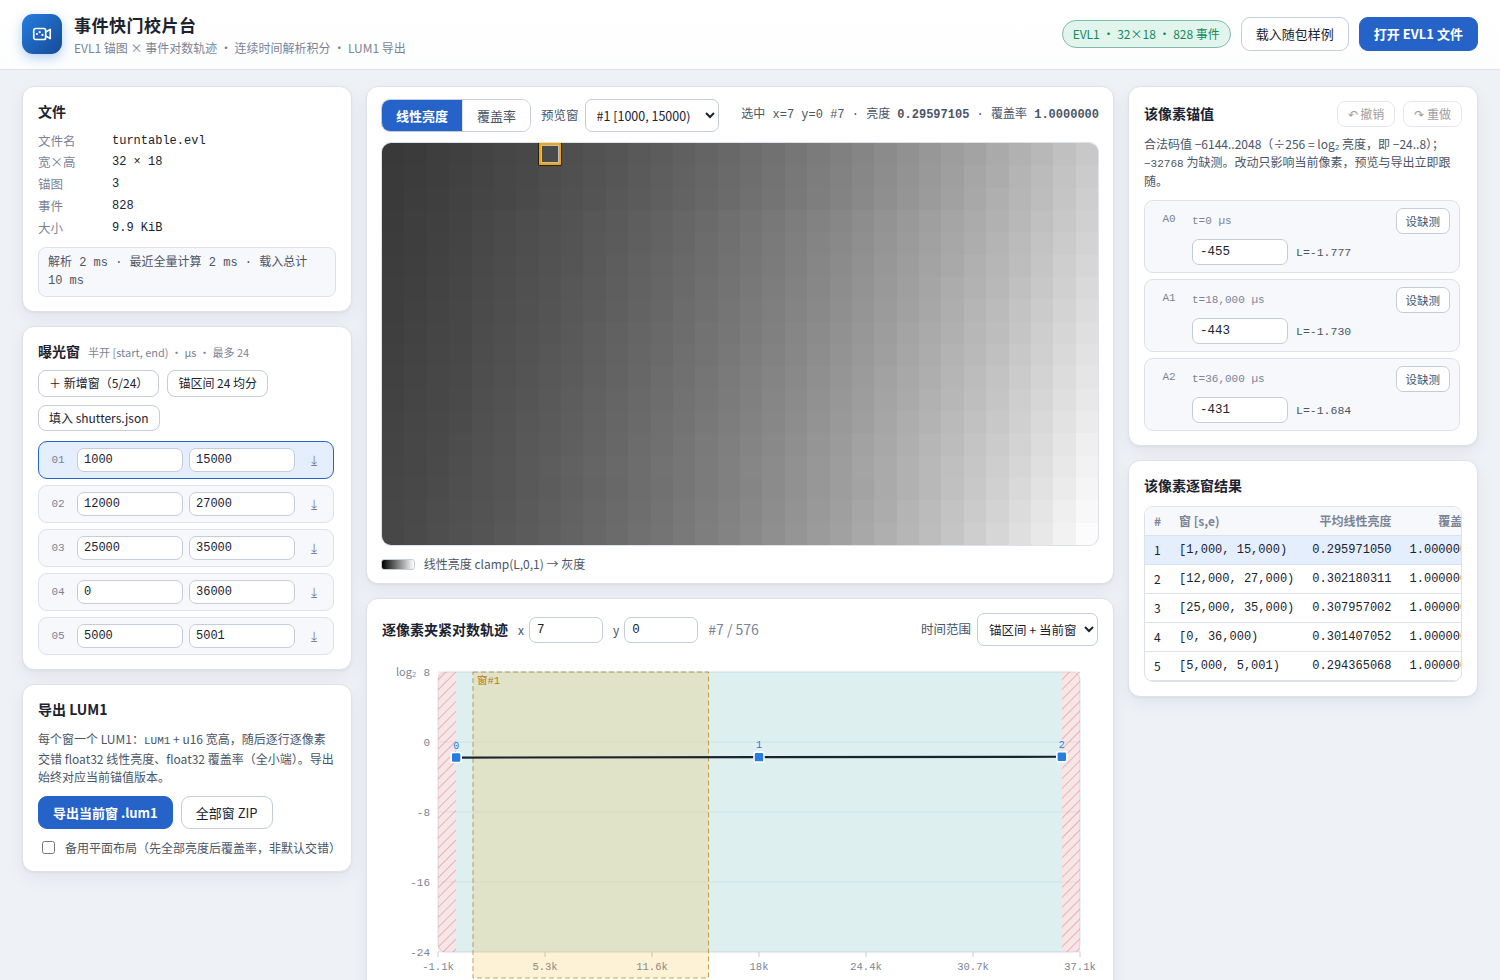 事件快门校片台
EVL1 锚图 × 事件对数轨迹 · 连续时间解析积分 · LUM1 导出
EVL1 · 32×18 · 828 事件
载入随包样例
打开 EVL1 文件
文件
文件名 turntable.evl
宽×高 32 × 18
锚图 3
事件 828
大小 9.9 KiB
解析 2 ms · 最近全量计算 2 ms · 载入总计
10 ms
曝光窗 半开 [start, end) · μs · 最多 24
＋ 新增窗（5/24） 锚区间 24 均分
填入 shutters.json
01 1000 15000 ⤓
02 12000 27000 ⤓
03 25000 35000 ⤓
04 0 36000 ⤓
05 5000 5001 ⤓
导出 LUM1
每个窗一个 LUM1：LUM1 + u16 宽高，随后逐行逐像素
交错 float32 线性亮度、float32 覆盖率（全小端）。导出
始终对应当前锚值版本。
导出当前窗 .lum1 全部窗 ZIP
备用平面布局（先全部亮度后覆盖率，非默认交错）
线性亮度 覆盖率 预览窗 #1 [1000, 15000)
选中 x=7 y=0 #7 · 亮度 0.29597105 · 覆盖率 1.0000000
线性亮度 clamp(L,0,1) → 灰度
逐像素夹紧对数轨迹 x 7 y 0 #7 / 576 时间范围 锚区间 + 当前窗
log₂ 8
窗#1
0
-8
-16
-24
0 1 2
-1.1k 5.3k 11.6k 18k 24.4k 30.7k 37.1k
该像素锚值 ↶ 撤销 ↷ 重做
合法码值 −6144..2048（÷256 = log₂ 亮度，即 −24..8）；
−32768 为缺测。改动只影响当前像素，预览与导出立即跟
随。
A0 t=0 μs 设缺测
-455 L=-1.777
A1 t=18,000 μs 设缺测
-443 L=-1.730
A2 t=36,000 μs 设缺测
-431 L=-1.684
该像素逐窗结果
# 窗 [s,e) 平均线性亮度 覆盖
1 [1,000, 15,000) 0.295971050 1.000000
2 [12,000, 27,000) 0.302180311 1.000000
3 [25,000, 35,000) 0.307957002 1.000000
4 [0, 36,000) 0.301407052 1.000000
5 [5,000, 5,001) 0.294365068 1.000000